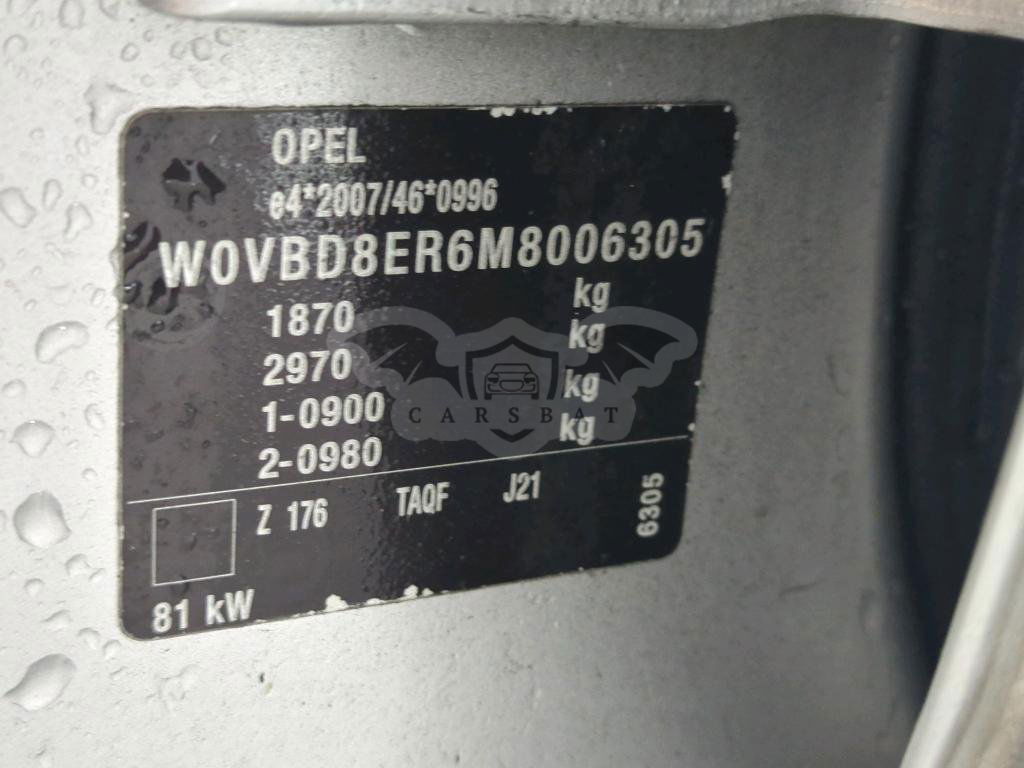 OPEL
e4*2007/46*0996
W0VBD8ER6M8006305
1870 kg
2970 kg
1-0900 kg
2-0980 kg
Z 176 TAQF J21 6305
81 kW
CARSBAT